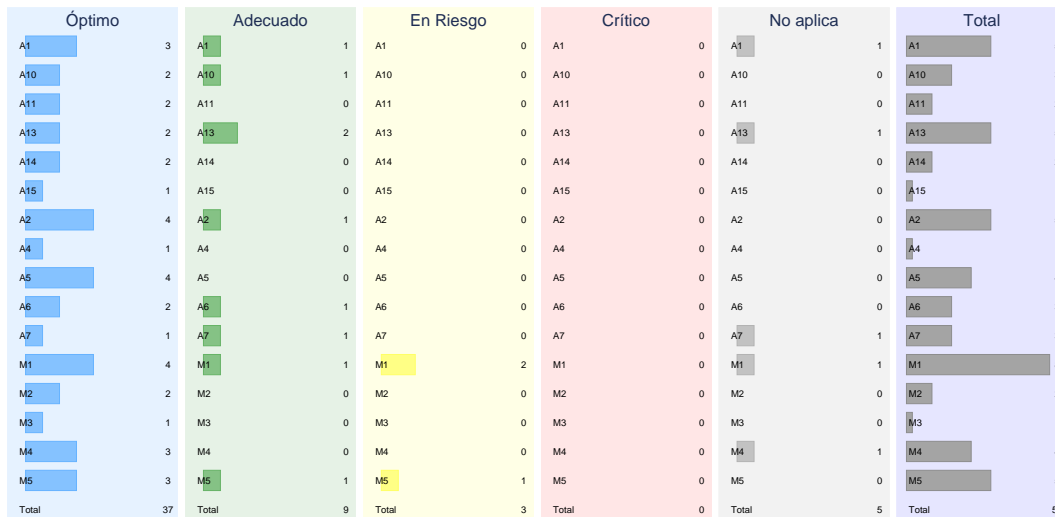 Óptimo Adecuado En Riesgo Crítico No aplica Total
A1 3 A1 1 A1 0 A1 0 A1 1 A1
A10 2 A10 1 A10 0 A10 0 A10 0 A10
A11 2 A11 0 A11 0 A11 0 A11 0 A11
A13 2 A13 2 A13 0 A13 0 A13 1 A13
A14 2 A14 0 A14 0 A14 0 A14 0 A14
A15 1 A15 0 A15 0 A15 0 A15 0 A15
A2 4 A2 1 A2 0 A2 0 A2 0 A2
A4 1 A4 0 A4 0 A4 0 A4 0 A4
A5 4 A5 0 A5 0 A5 0 A5 0 A5
A6 2 A6 1 A6 0 A6 0 A6 0 A6
A7 1 A7 1 A7 0 A7 0 A7 1 A7
M1 4 M1 1 M1 2 M1 0 M1 1 M1
M2 2 M2 0 M2 0 M2 0 M2 0 M2
M3 1 M3 0 M3 0 M3 0 M3 0 M3
M4 3 M4 0 M4 0 M4 0 M4 1 M4
M5 3 M5 1 M5 1 M5 0 M5 0 M5
Total 37 Total 9 Total 3 Total 0 Total 5 Total